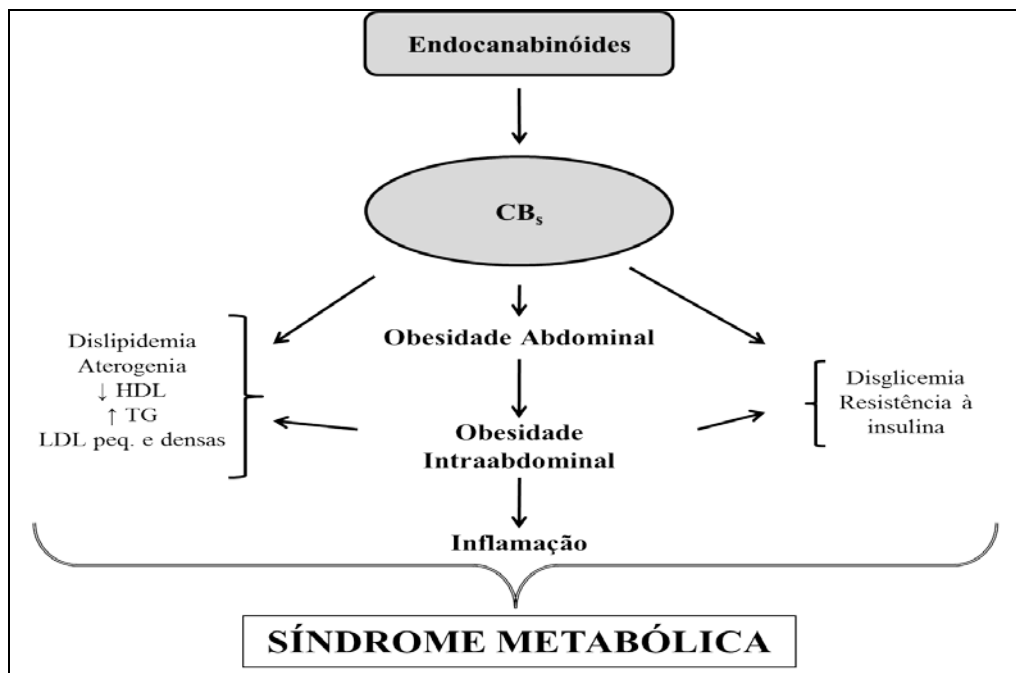 Endocanabinóides
CBs
Dislipidemia
Aterogenia
↓ HDL
↑ TG
LDL peq. e densas
Obesidade Abdominal
Obesidade
Intraabdominal
Inflamação
Disglicemia
Resistência à
insulina
SÍNDROME METABÓLICA